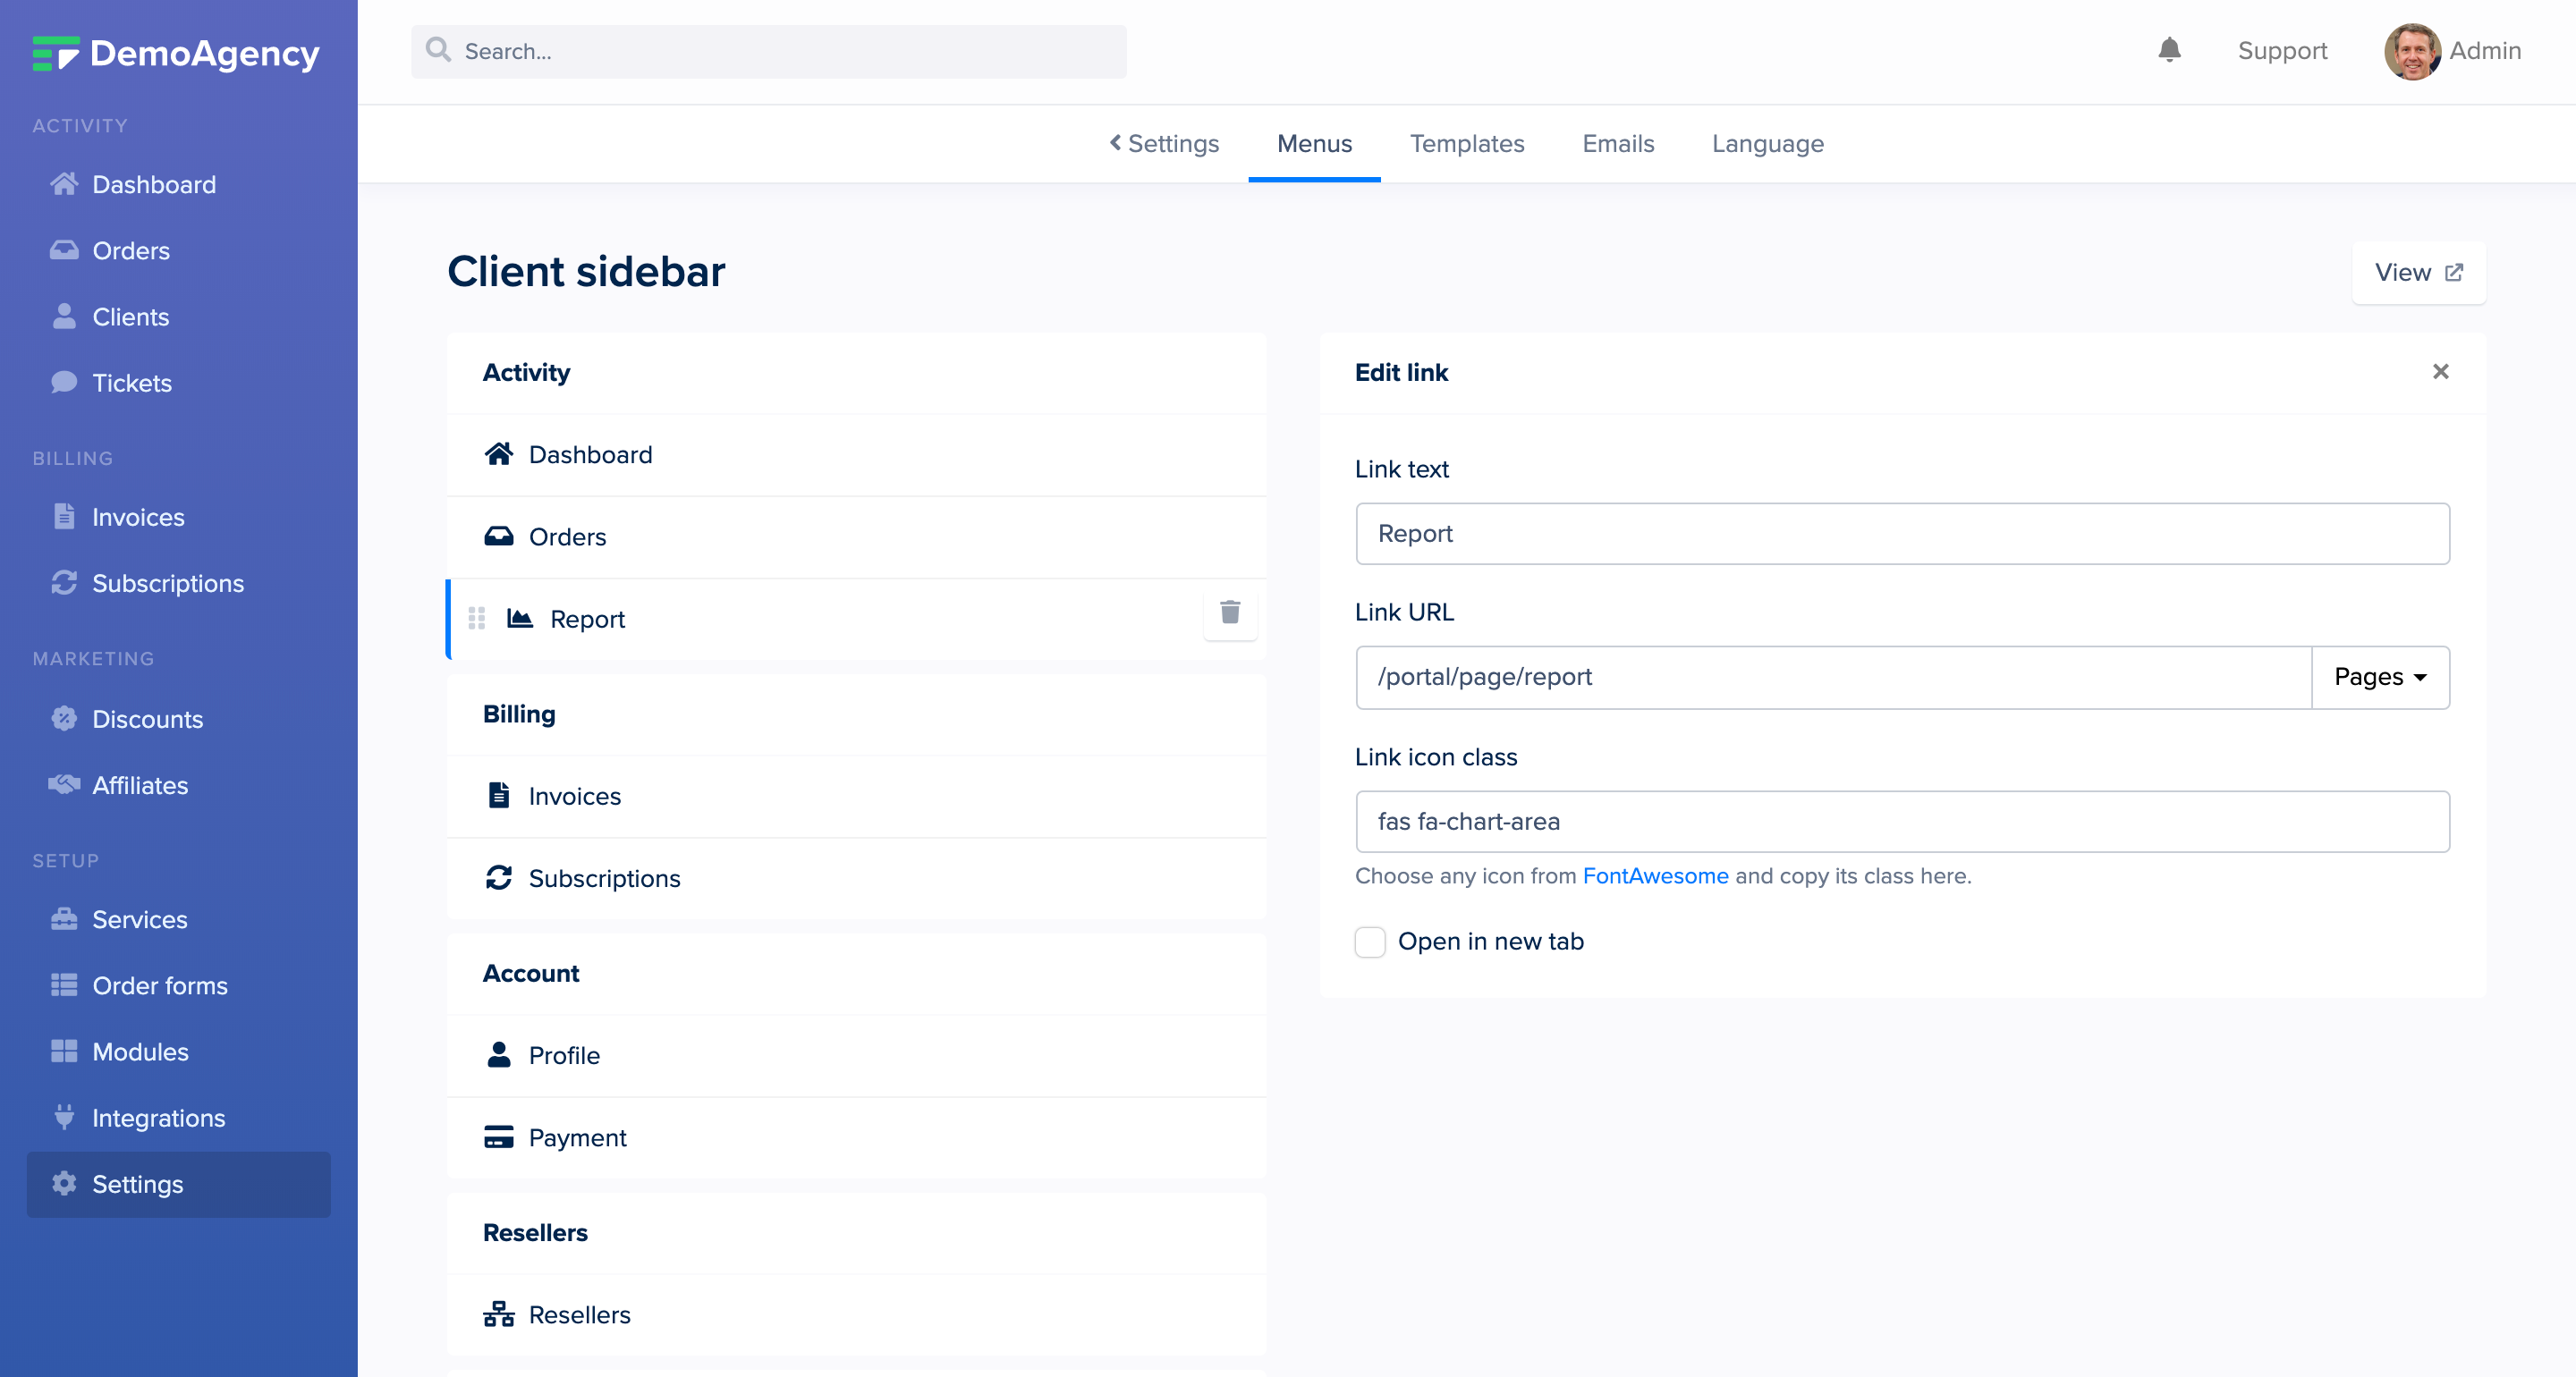 DemoAgency
ACTIVITY
Dashboard
Orders
Clients
Tickets
BILLING
Invoices
Subscriptions
MARKETING
Discounts
Affiliates
SETUP
Services
Order forms
Modules
Integrations
Settings
Search...
Support
Admin
Settings
Menus
Templates
Emails
Language
Client sidebar
View
Activity
Dashboard
Orders
Report
Billing
Invoices
Subscriptions
Account
Profile
Payment
Resellers
Resellers
Edit link
Link text
Report
Link URL
/portal/page/report
Pages
Link icon class
fas fa-chart-area
Choose any icon from FontAwesome and copy its class here.
Open in new tab